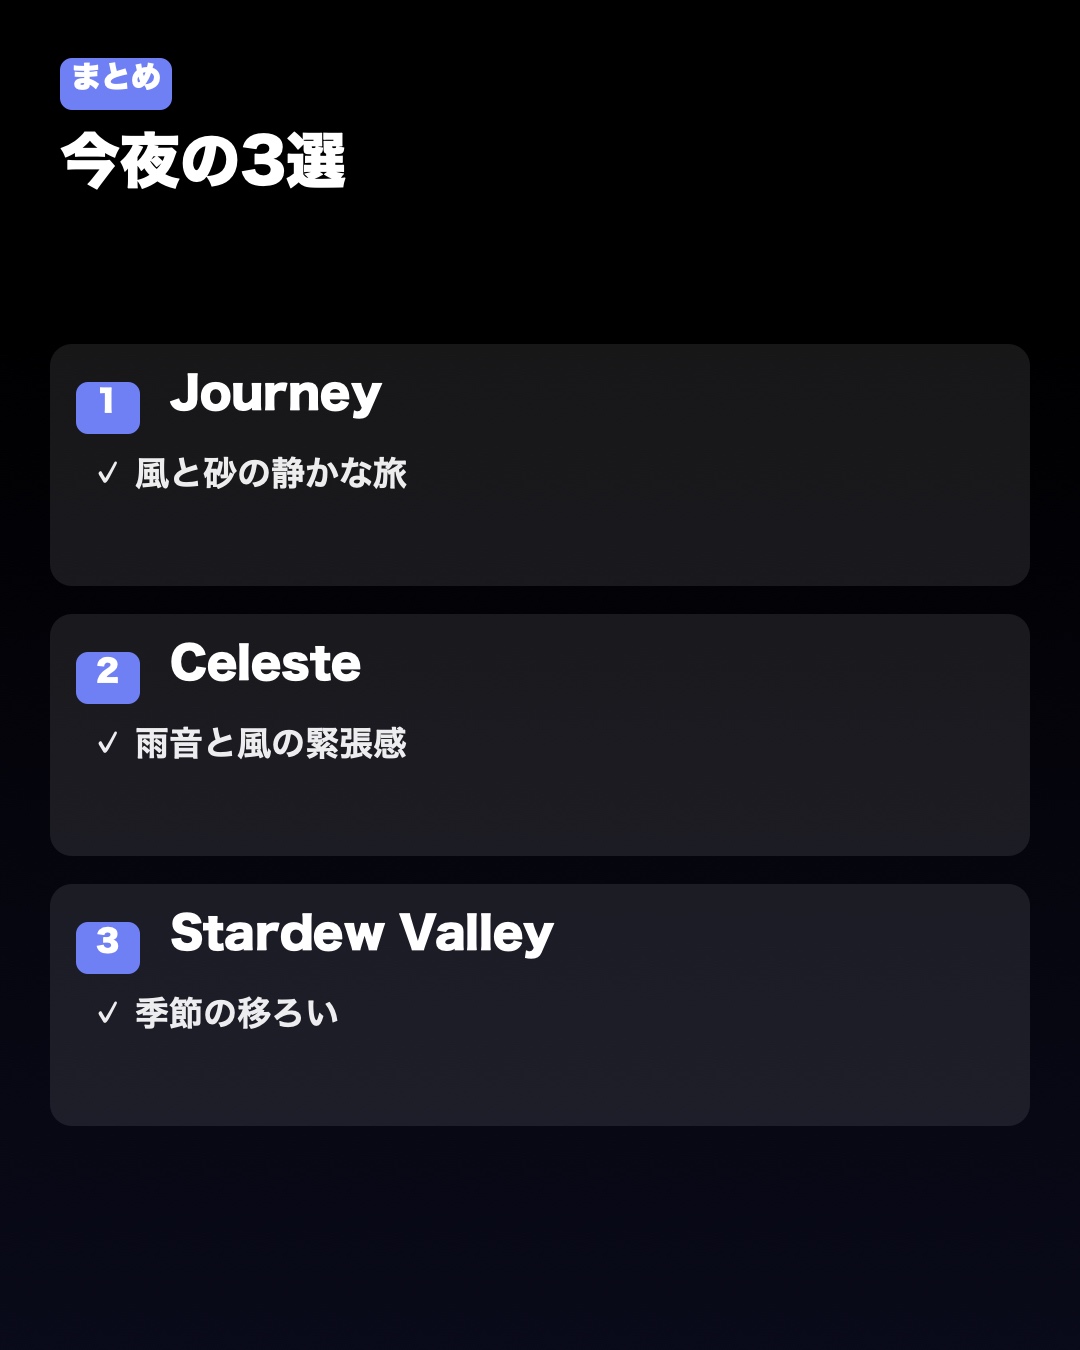 まとめ
今夜の3選
1 Journey
✓ 風と砂の静かな旅
2 Celeste
✓ 雨音と風の緊張感
3 Stardew Valley
✓ 季節の移ろい